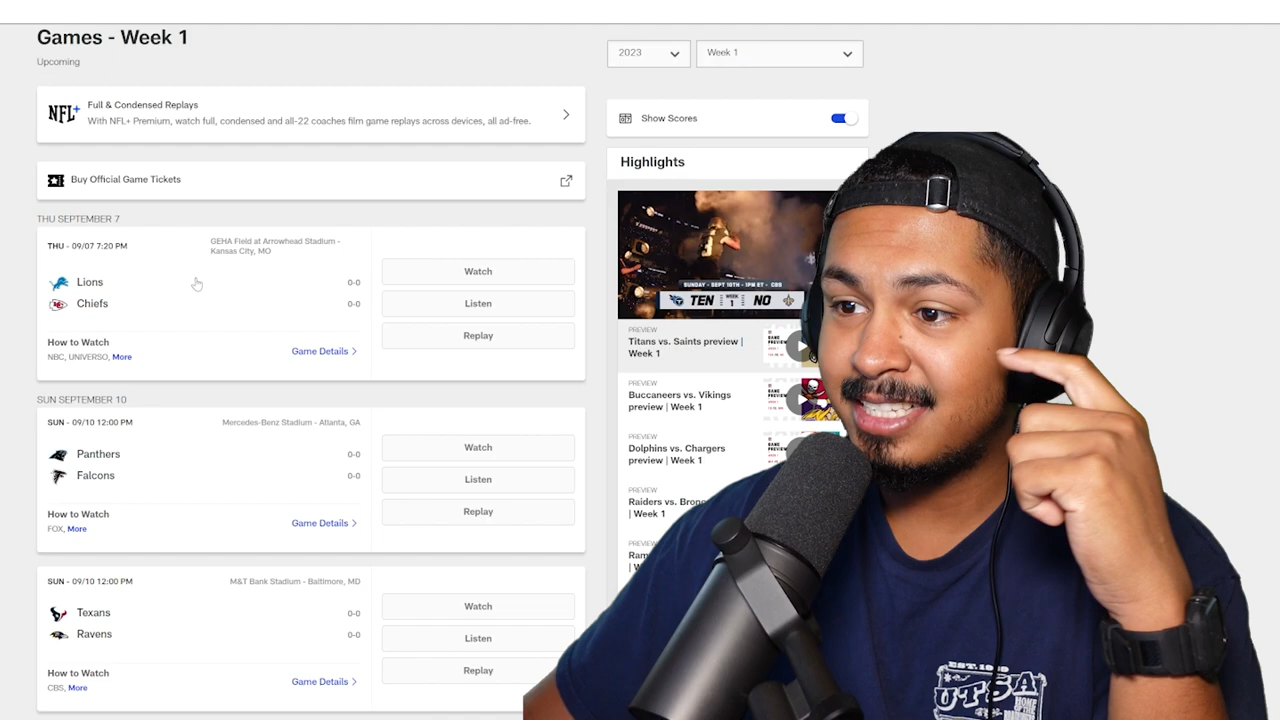 Games - Week 1
Upcoming
NFL+
Full & Condensed Replays
With NFL+ Premium, watch full, condensed and all-22 coaches film game replays across devices, all ad-free.
Buy Official Game Tickets
THU SEPTEMBER 7
THU - 09/07 7:20 PM
GEHA Field at Arrowhead Stadium -
Kansas City, MO
Lions 0-0
Chiefs 0-0
How to Watch
NBC, UNIVERSO, More
Game Details
Watch
Listen
Replay
SUN SEPTEMBER 10
SUN - 09/10 12:00 PM
Mercedes-Benz Stadium - Atlanta, GA
Panthers 0-0
Falcons 0-0
How to Watch
FOX, More
Game Details
Watch
Listen
Replay
SUN - 09/10 12:00 PM
M&T Bank Stadium - Baltimore, MD
Texans 0-0
Ravens 0-0
How to Watch
CBS, More
Game Details
Watch
Listen
Replay
2023
Week 1
Show Scores
Highlights
SUNDAY - SEPT 10TH - 1PM ET - CBS
TEN WEEK 1 NO
PREVIEW
Titans vs. Saints preview |
Week 1
PREVIEW
Buccaneers vs. Vikings
preview | Week 1
PREVIEW
Dolphins vs. Chargers
preview | Week 1
PREVIEW
Raiders vs.
| Week 1
PREVIEW
EST. 1969
UTSA